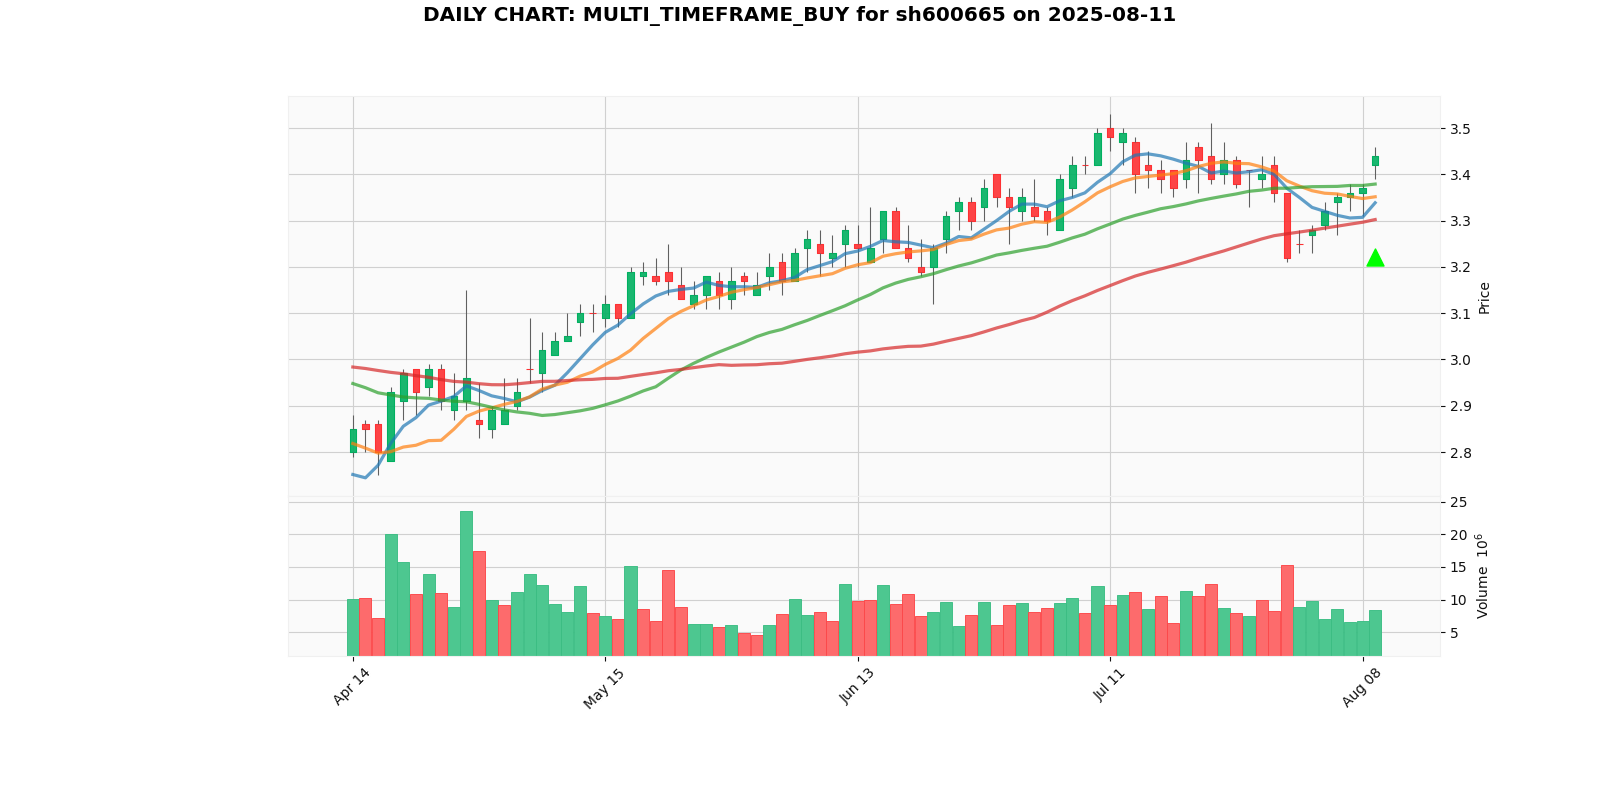 DAILY CHART: MULTI_TIMEFRAME_BUY for sh600665 on 2025-08-11
3.5
3.4
3.3
3.2
3.1
3.0
2.9
2.8
Price
25
20
15
10
5
Volume 10^6
Apr 14
May 15
Jun 13
Jul 11
Aug 08